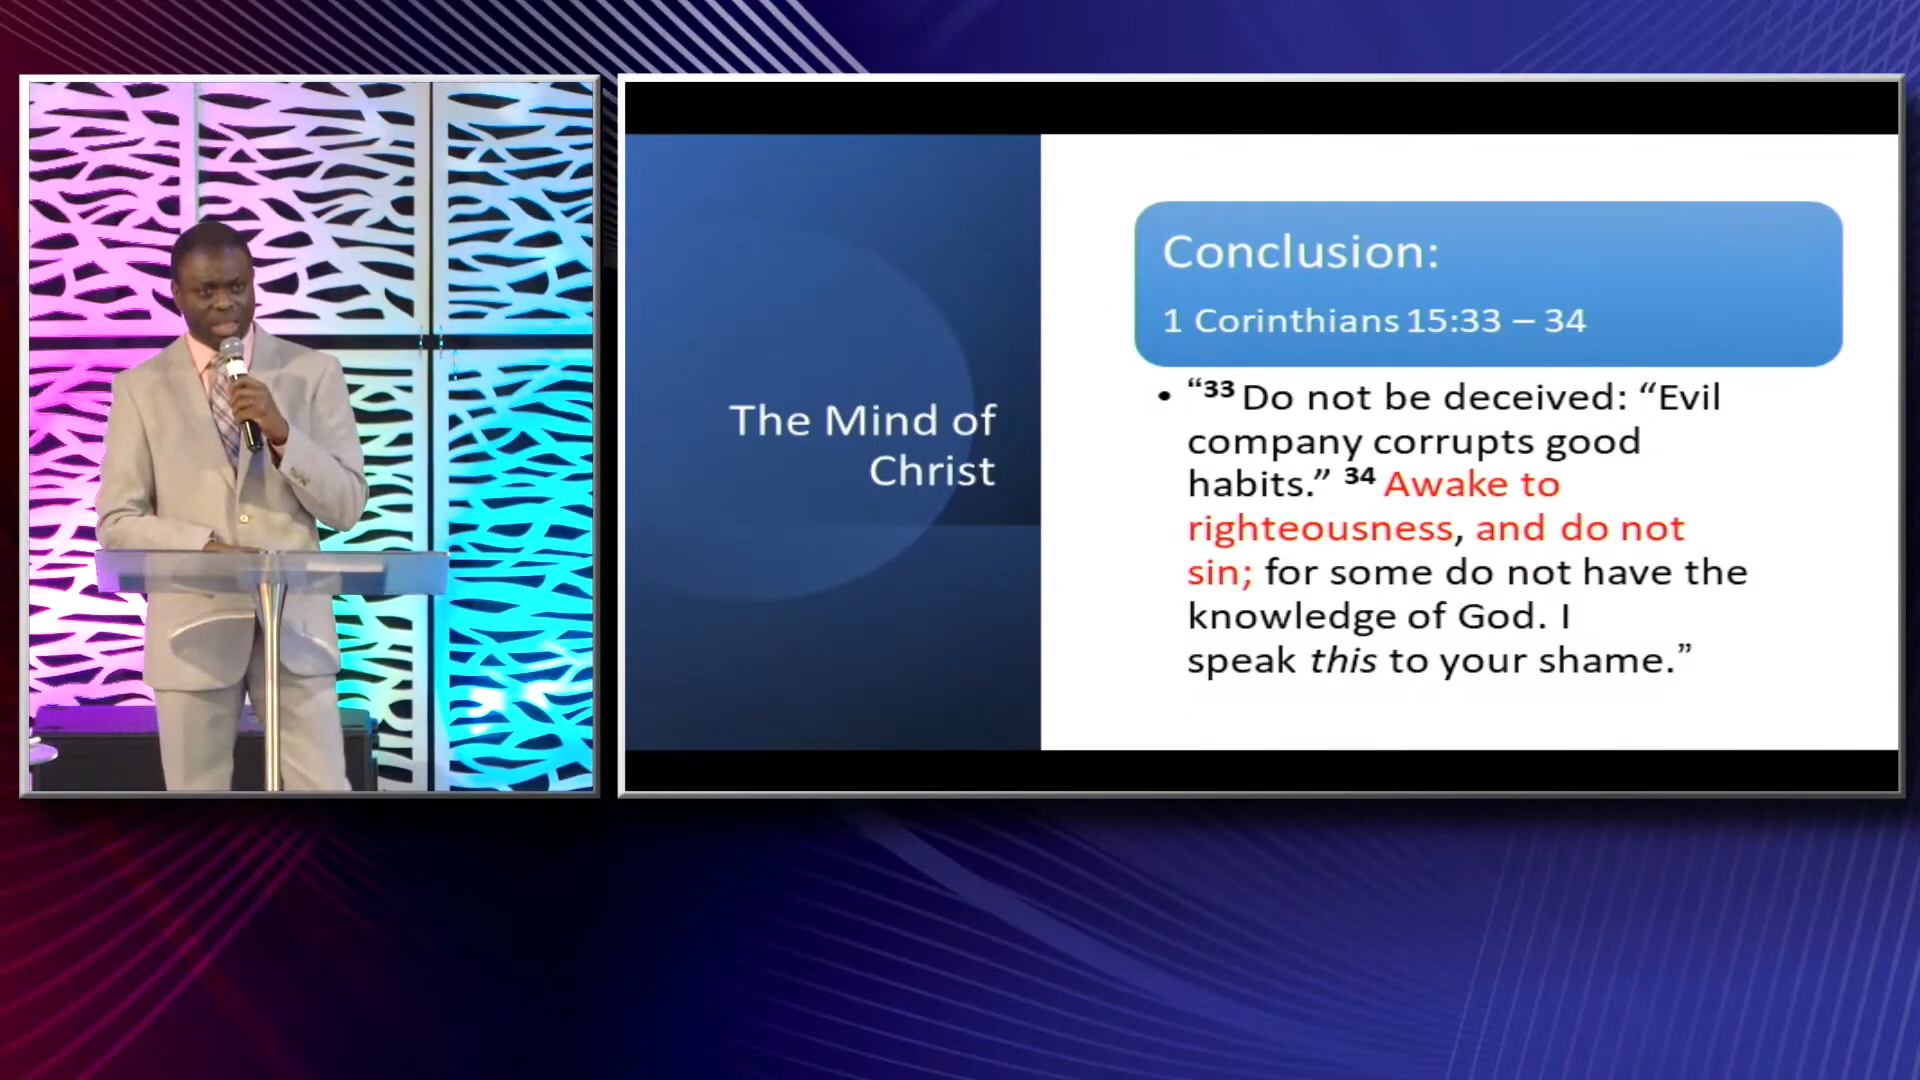 The Mind of
Christ
Conclusion:
1 Corinthians 15:33 – 34
• “33 Do not be deceived: “Evil
company corrupts good
habits.” 34 Awake to
righteousness, and do not
sin; for some do not have the
knowledge of God. I
speak this to your shame.”